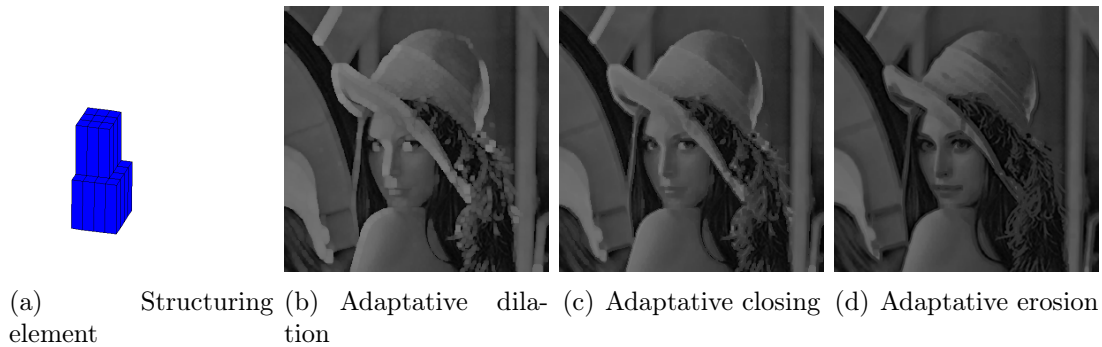 (a) Structuring
element
(b) Adaptative dila-
tion
(c) Adaptative closing
(d) Adaptative erosion